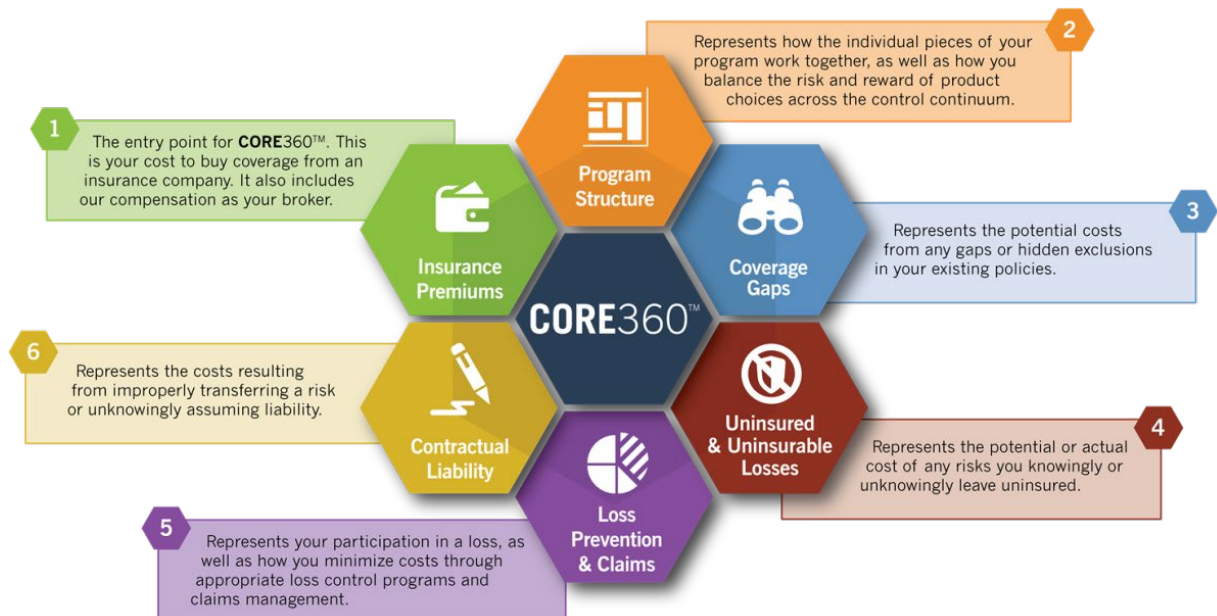 1
The entry point for CORE360™. This
is your cost to buy coverage from an
insurance company. It also includes
our compensation as your broker.
Insurance
Premiums
2
Represents how the individual pieces of your
program work together, as well as how you
balance the risk and reward of product
choices across the control continuum.
Program
Structure
3
Represents the potential costs
from any gaps or hidden exclusions
in your existing policies.
Coverage
Gaps
CORE360™
4
Represents the potential or actual
cost of any risks you knowingly or
unknowingly leave uninsured.
Uninsured
& Uninsurable
Losses
5
Represents your participation in a loss, as
well as how you minimize costs through
appropriate loss control programs and
claims management.
Loss
Prevention
& Claims
6
Represents the costs resulting
from improperly transferring a risk
or unknowingly assuming liability.
Contractual
Liability